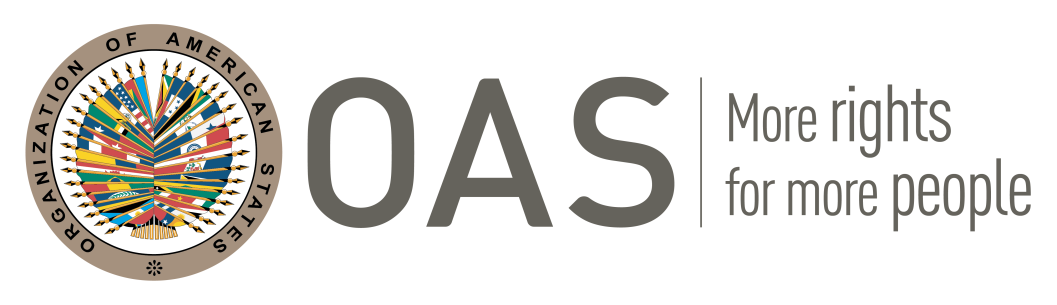 ORGANIZATION OF AMERICAN STATES
OAS
More rights
for more people